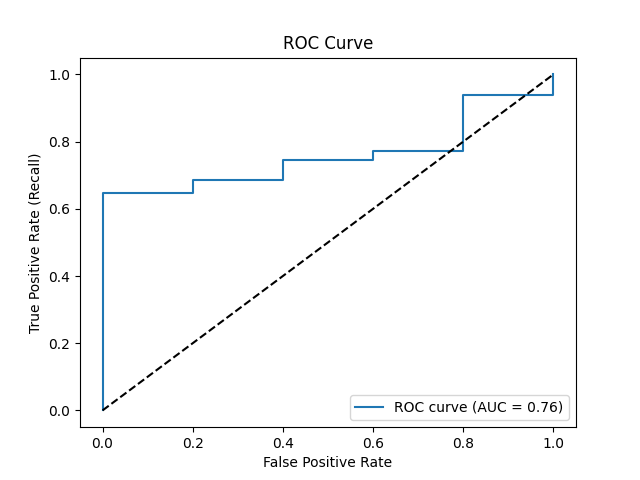 ROC Curve
True Positive Rate (Recall)
1.0
0.8
0.6
0.4
0.2
0.0
0.0 0.2 0.4 0.6 0.8 1.0
False Positive Rate
ROC curve (AUC = 0.76)